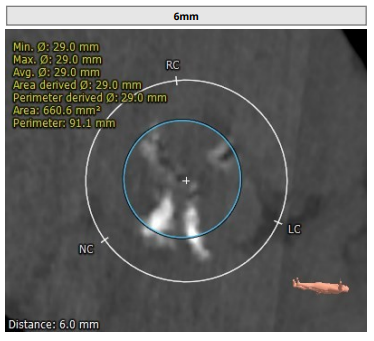 6mm
Min. Ø: 29.0 mm
Max. Ø: 29.0 mm
Avg. Ø: 29.0 mm
Area derived Ø: 29.0 mm
Perimeter derived Ø: 29.0 mm
Area: 660.6 mm²
Perimeter: 91.1 mm
RC
LC
NC
Distance: 6.0 mm